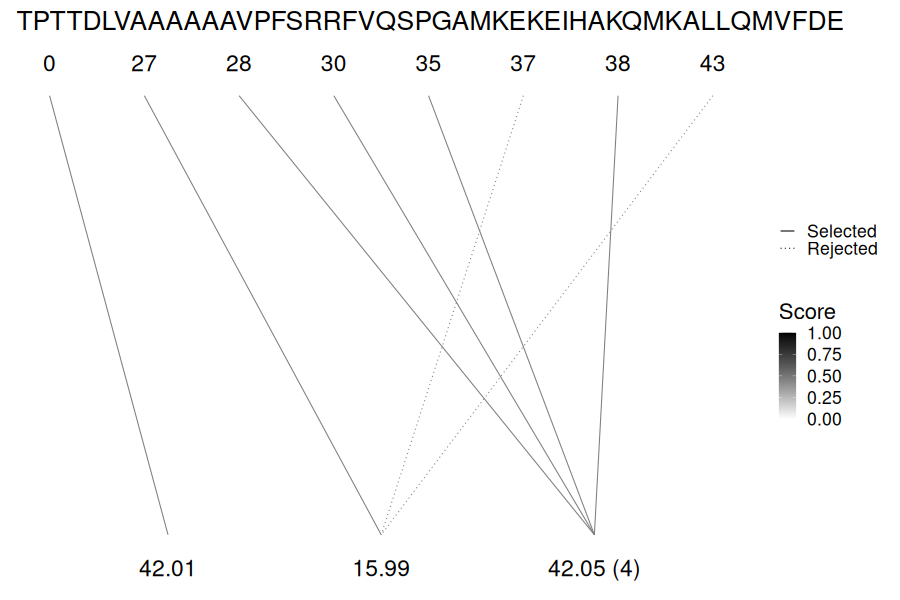 TPTTDLVAAAAAAAVPFSRRFVQSPGAMKEKEIHAKQMKALLQMVFDE
0 27 28 30 35 37 38 43
Selected
Rejected
Score
1.00
0.75
0.50
0.25
0.00
42.01 15.99 42.05 (4)